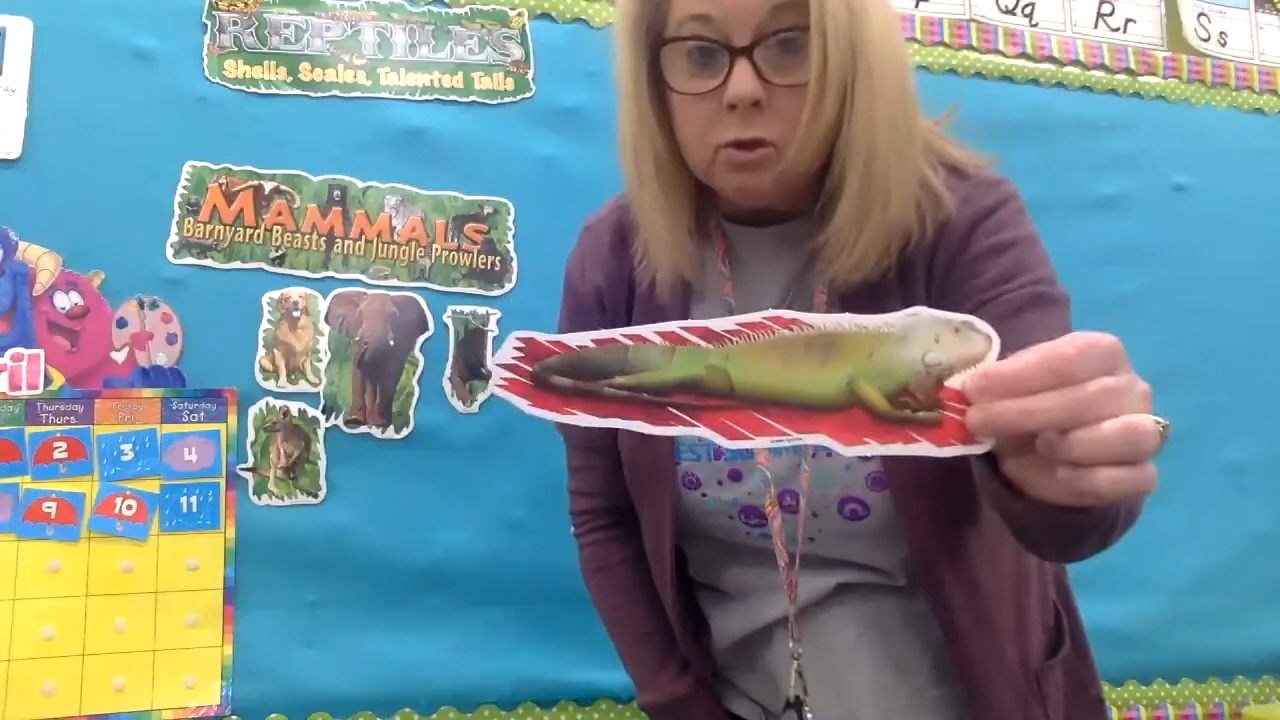 REPTILES
Shells, Scales, Talented Tails
Qq
Rr
Ss
MAMMALS
Barnyard Beasts and Jungle Prowlers
ril
Thursday
Thurs.
Friday
Fri.
Saturday
Sat
2
3
4
9
10
11